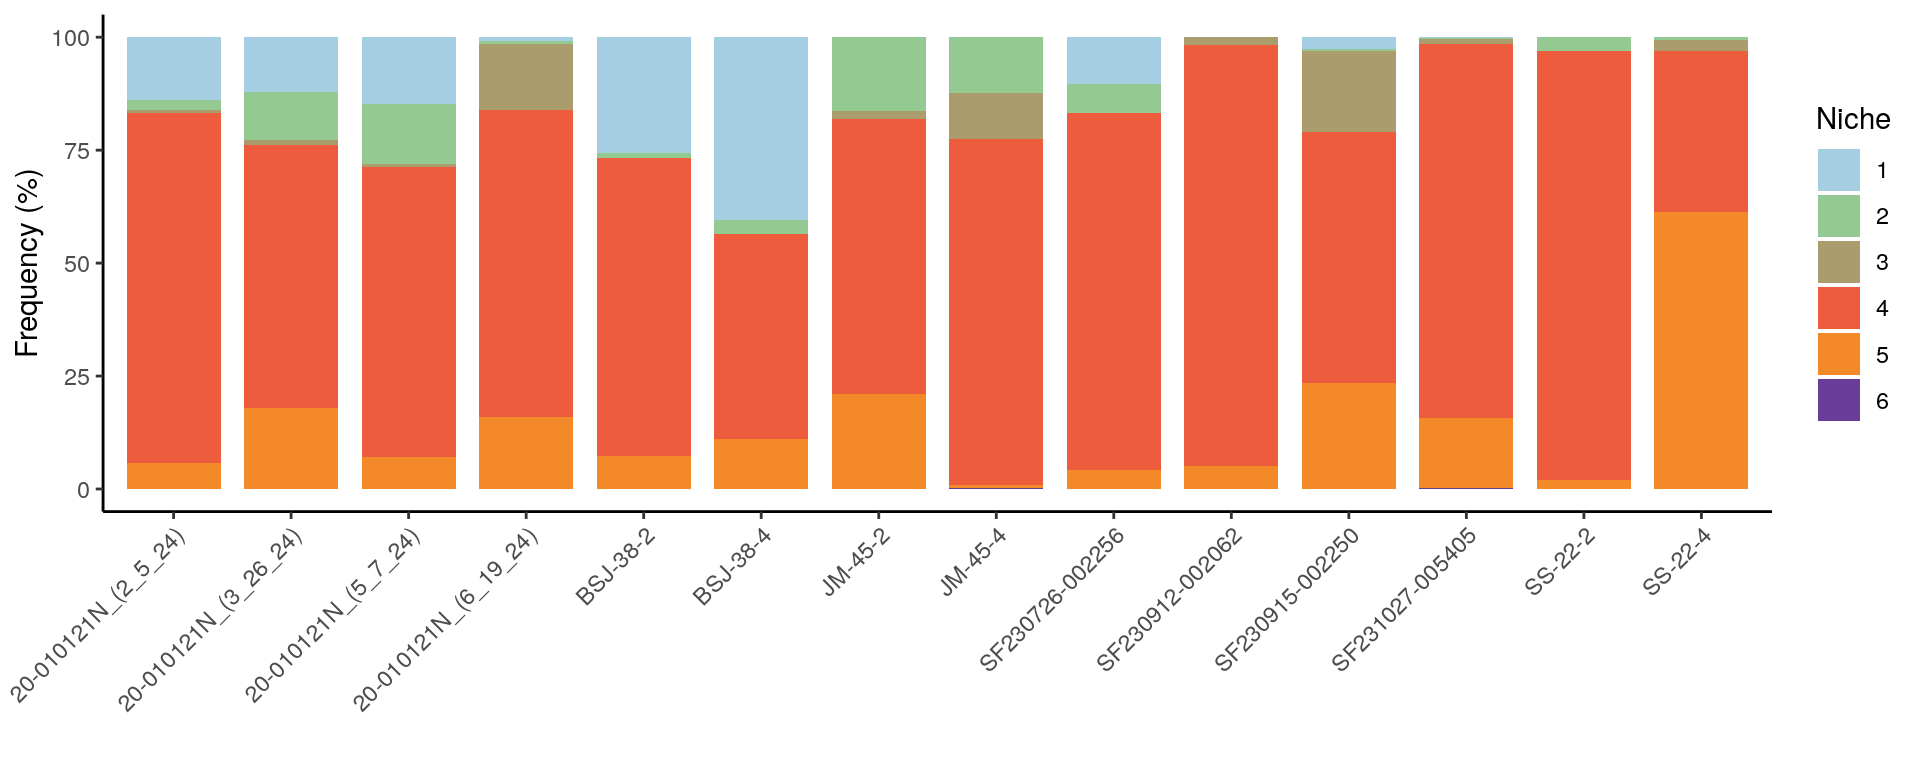 Frequency (%)
100
75
50
25
0
20-010121N_(2_5_24)
20-010121N_(3_26_24)
20-010121N_(5_7_24)
20-010121N_(6_19_24)
BSJ-38-2
BSJ-38-4
JM-45-2
JM-45-4
SF230726-002256
SF230912-002062
SF230915-002250
SF231027-005405
SS-22-2
SS-22-4
Niche
1
2
3
4
5
6